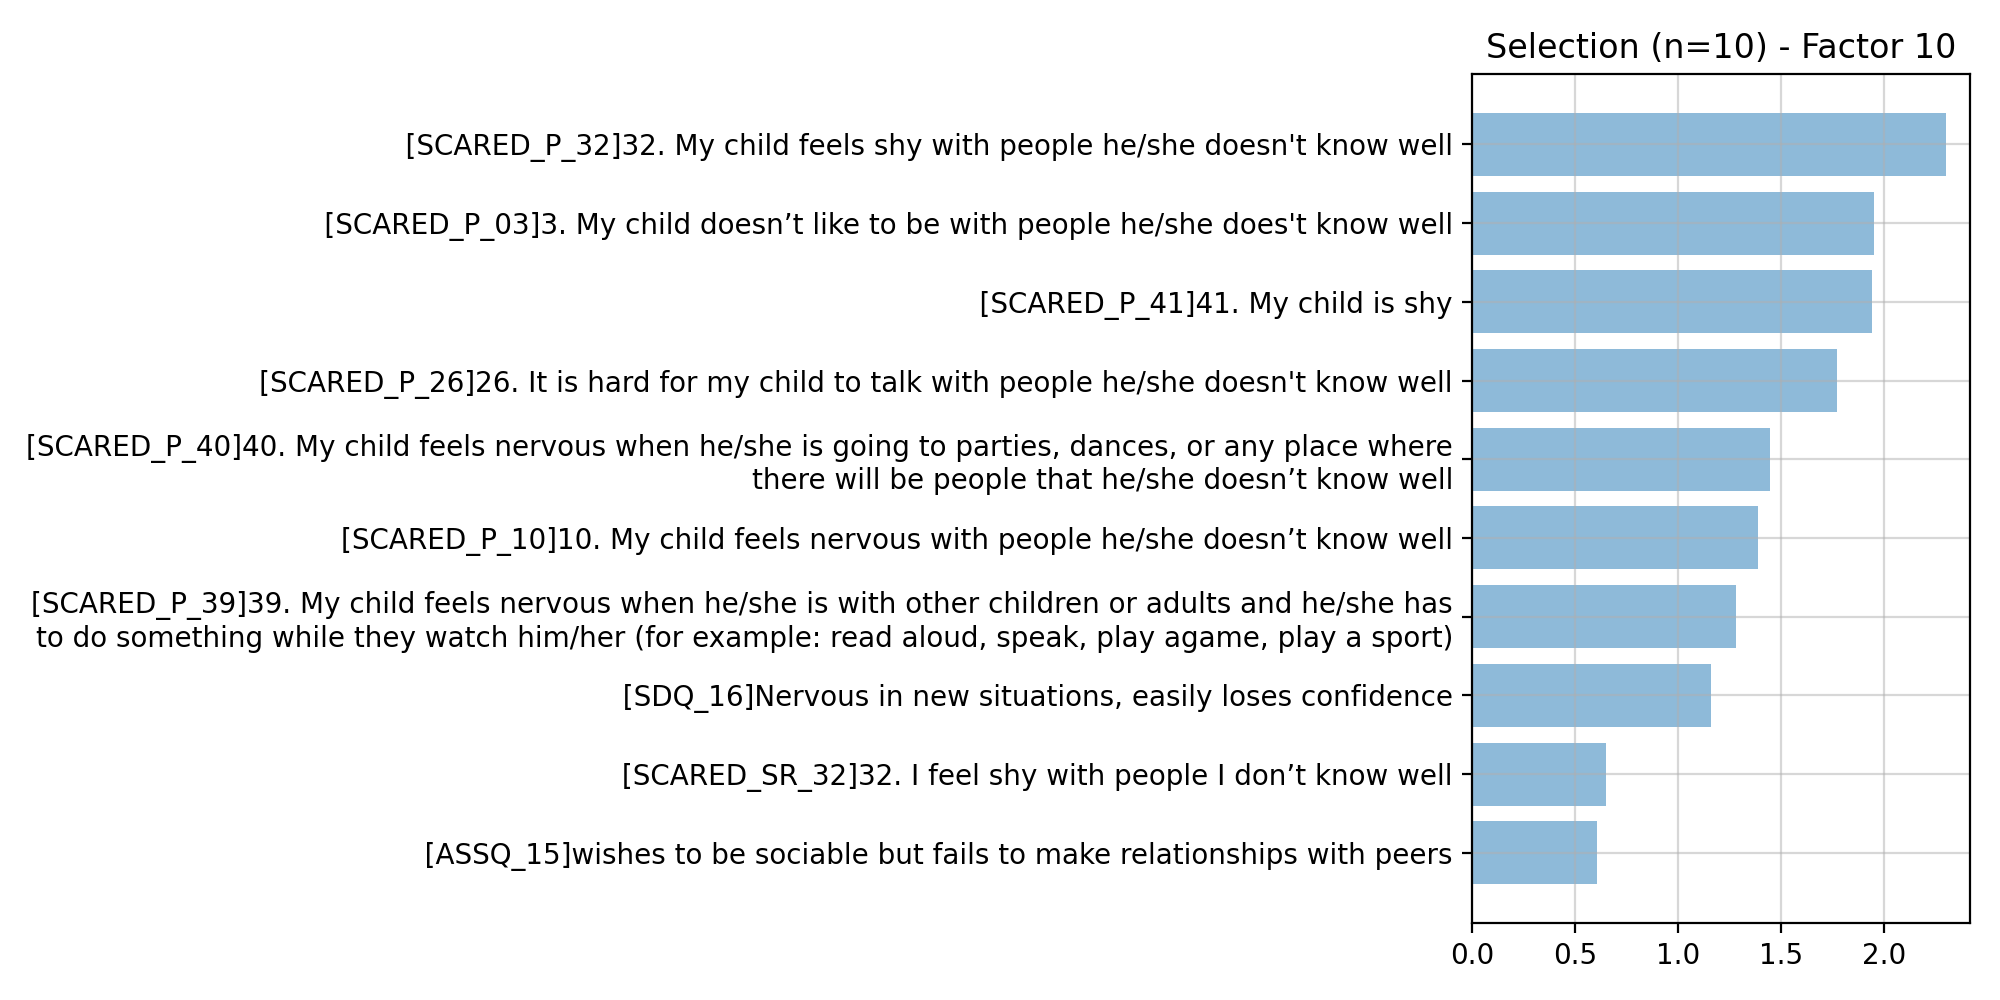 Selection (n=10) - Factor 10
[SCARED_P_32]32. My child feels shy with people he/she doesn't know well
[SCARED_P_03]3. My child doesn’t like to be with people he/she does't know well
[SCARED_P_41]41. My child is shy
[SCARED_P_26]26. It is hard for my child to talk with people he/she doesn't know well
[SCARED_P_40]40. My child feels nervous when he/she is going to parties, dances, or any place where
there will be people that he/she doesn’t know well
[SCARED_P_10]10. My child feels nervous with people he/she doesn’t know well
[SCARED_P_39]39. My child feels nervous when he/she is with other children or adults and he/she has
to do something while they watch him/her (for example: read aloud, speak, play agame, play a sport)
[SDQ_16]Nervous in new situations, easily loses confidence
[SCARED_SR_32]32. I feel shy with people I don’t know well
[ASSQ_15]wishes to be sociable but fails to make relationships with peers
0.0 0.5 1.0 1.5 2.0